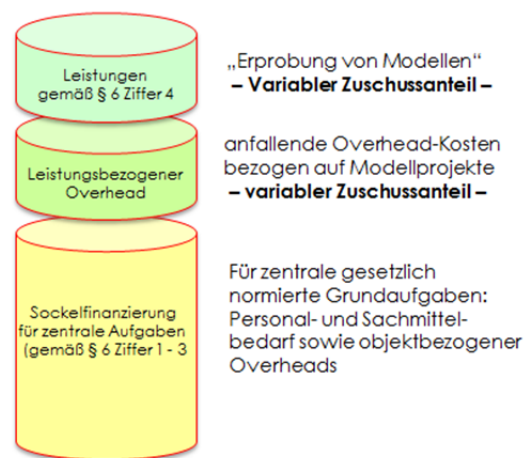 Leistungen
gemäß § 6 Ziffer 4
„Erprobung von Modellen“
– Variabler Zuschussanteil –
Leistungsbezogener
Overhead
anfallende Overhead-Kosten
bezogen auf Modellprojekte
– variabler Zuschussanteil –
Sockelfinanzierung
für zentrale Aufgaben
(gemäß § 6 Ziffer 1 - 3
Für zentrale gesetzlich
normierte Grundaufgaben:
Personal- und Sachmittel-
bedarf sowie objektbezogener
Overheads